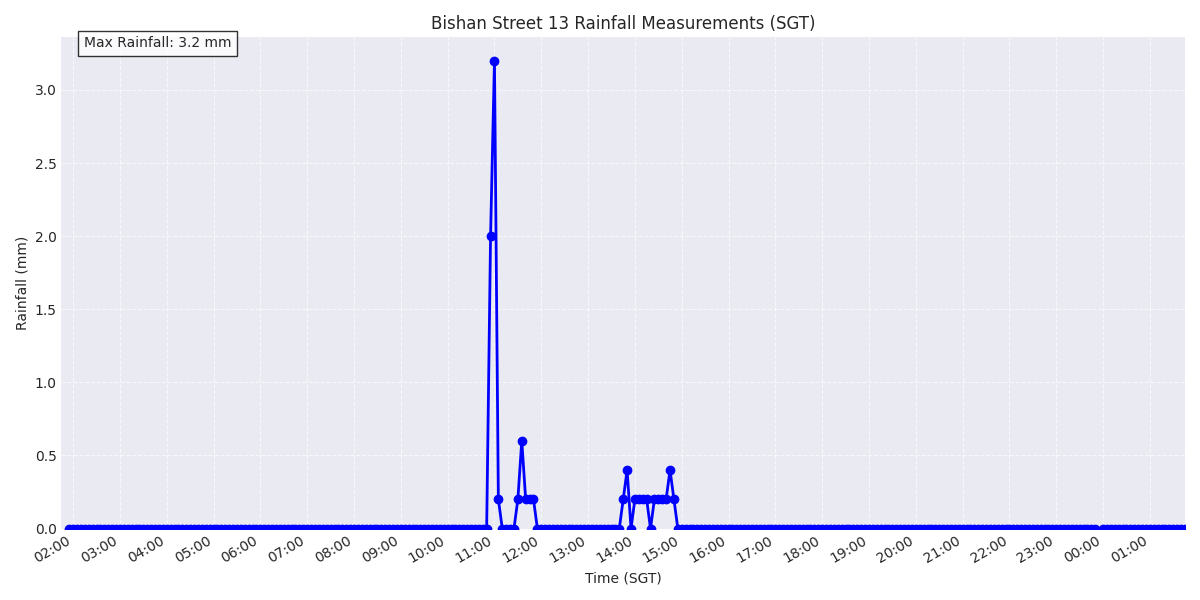 Bishan Street 13 Rainfall Measurements (SGT)
Max Rainfall: 3.2 mm
3.0
2.5
2.0
1.5
1.0
0.5
0.0
Rainfall (mm)
02:00 03:00 04:00 05:00 06:00 07:00 08:00 09:00 10:00 11:00 12:00 13:00 14:00 15:00 16:00 17:00 18:00 19:00 20:00 21:00 22:00 23:00 00:00 01:00
Time (SGT)